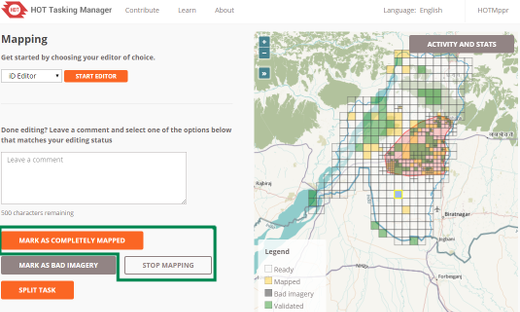 HOT HOT Tasking Manager Contribute Learn About Language: English HOTMppr
Mapping
Get started by choosing your editor of choice.
iD Editor START EDITOR
Done editing? Leave a comment and select one of the options below
that matches your editing status
Leave a comment
500 characters remaining
MARK AS COMPLETELY MAPPED
MARK AS BAD IMAGERY STOP MAPPING
SPLIT TASK
ACTIVITY AND STATS
+
-
Biratnagar
Forbesganj
Legend
Ready
Mapped
Bad imagery
Validated